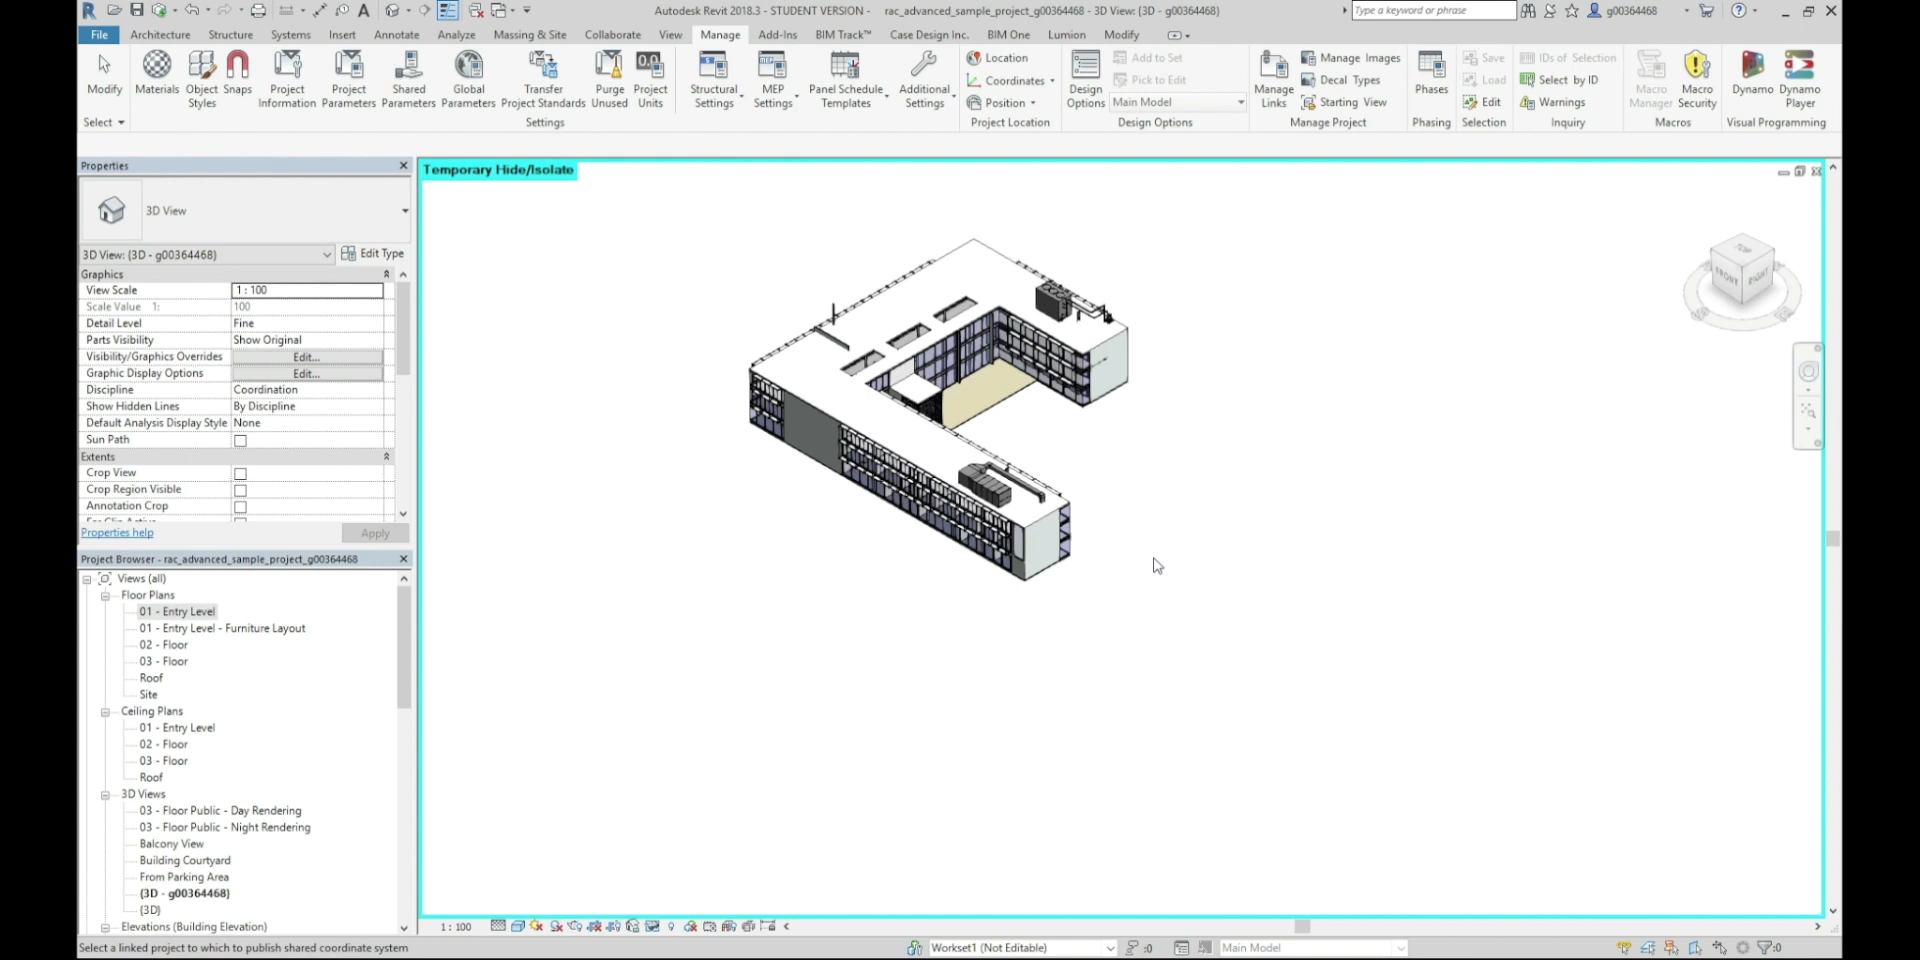 Autodesk Revit 2018.3 - STUDENT VERSION - rac_advanced_sample_project_g00364468 - 3D View: {3D - g00364468}
Type a keyword or phrase
g00364468
File Architecture Structure Systems Insert Annotate Analyze Massing & Site Collaborate View Manage Add-Ins BIM Track™ Case Design Inc. BIM One Lumion Modify
Modify
Materials
Object Styles
Snaps
Project Information
Project Parameters
Shared Parameters
Global Parameters
Transfer Project Standards
Purge Unused
Project Units
Structural Settings
MEP Settings
Panel Schedule Templates
Additional Settings
Location
Coordinates
Position
Design Options
Add to Set
Pick to Edit
Main Model
Manage Links
Manage Images
Decal Types
Starting View
Phases
Save
Load
Edit
IDs of Selection
Select by ID
Warnings
Macro Manager
Macro Security
Dynamo
Dynamo Player
Select Settings Project Location Design Options Manage Project Phasing Selection Inquiry Macros Visual Programming
Properties
3D View
3D View: {3D - g00364468} Edit Type
Graphics
View Scale 1 : 100
Scale Value 1: 100
Detail Level Fine
Parts Visibility Show Original
Visibility/Graphics Overrides Edit...
Graphic Display Options Edit...
Discipline Coordination
Show Hidden Lines By Discipline
Default Analysis Display Style None
Sun Path
Extents
Crop View
Crop Region Visible
Annotation Crop
Properties help Apply
Project Browser - rac_advanced_sample_project_g00364468
Views (all)
Floor Plans
01 - Entry Level
01 - Entry Level - Furniture Layout
02 - Floor
03 - Floor
Roof
Site
Ceiling Plans
01 - Entry Level
02 - Floor
03 - Floor
Roof
3D Views
03 - Floor Public - Day Rendering
03 - Floor Public - Night Rendering
Balcony View
Building Courtyard
From Parking Area
{3D - g00364468}
{3D}
Elevations (Building Elevation)
Temporary Hide/Isolate
TOP
FRONT
RIGHT
1 : 100
Select a linked project to which to publish shared coordinate system
Workset1 (Not Editable) :0 Main Model :0